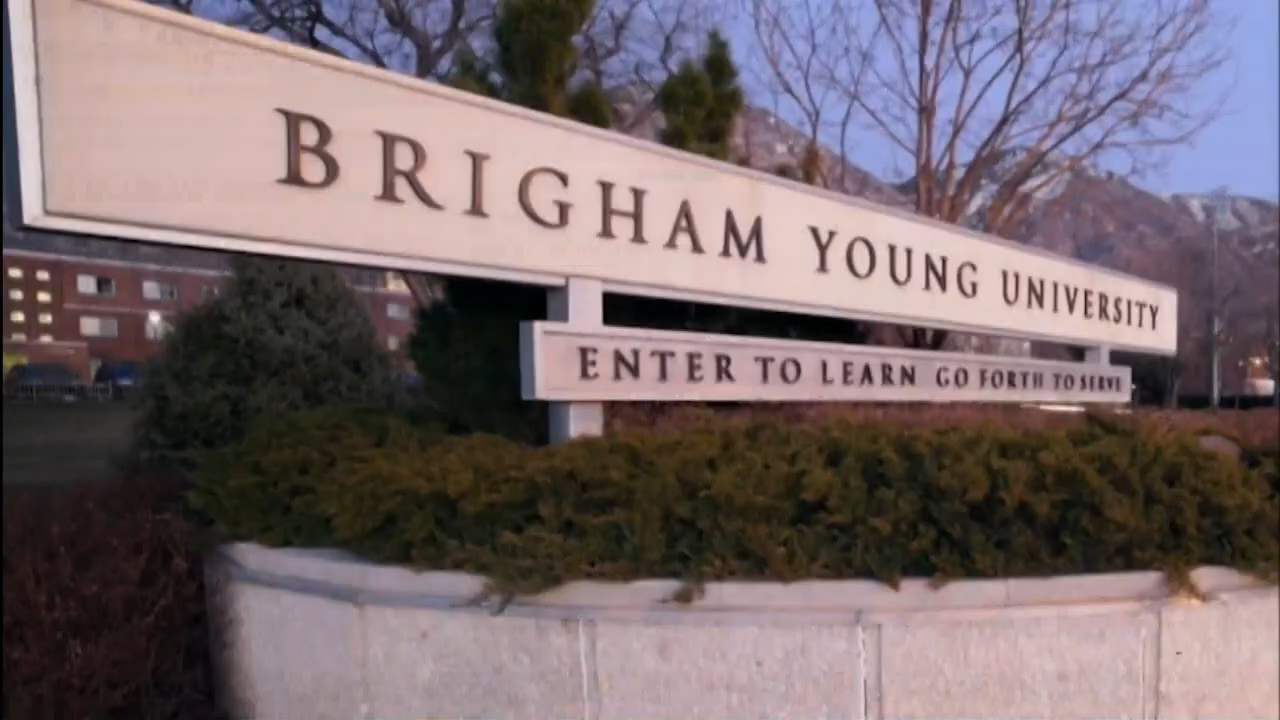 BRIGHAM YOUNG UNIVERSITY
ENTER TO LEARN GO FORTH TO SERVE